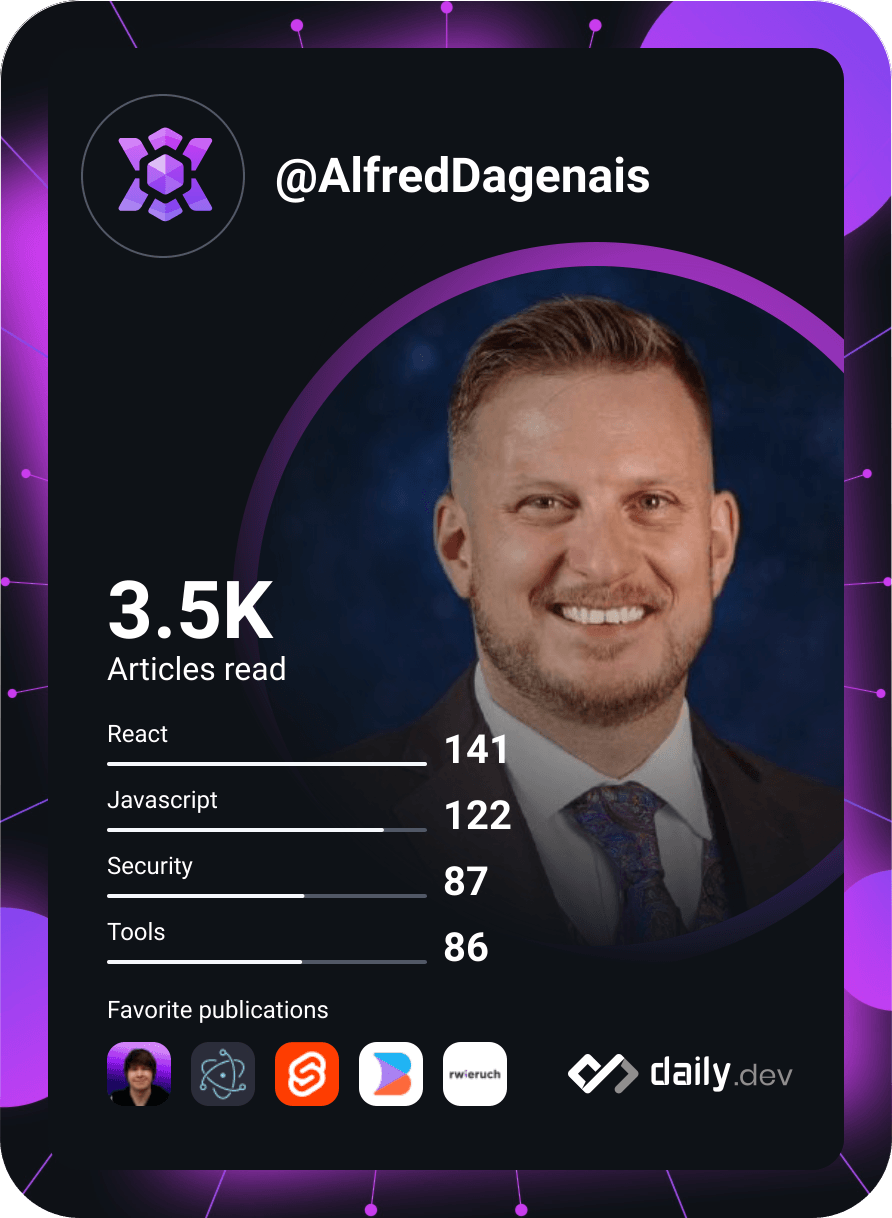 @AlfredDagenais
3.5K
Articles read
React
141
Javascript
122
Security
87
Tools
86
Favorite publications
rwieruch
daily.dev